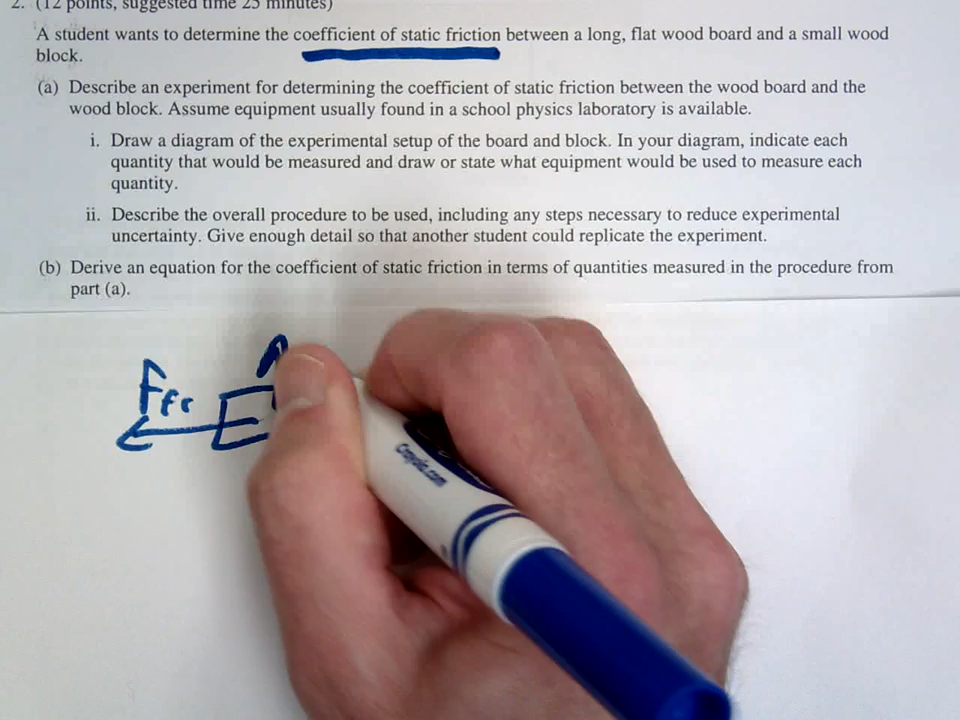 2. (12 points, suggested time 25 minutes)
A student wants to determine the coefficient of static friction between a long, flat wood board and a small wood
block.
(a) Describe an experiment for determining the coefficient of static friction between the wood board and the
wood block. Assume equipment usually found in a school physics laboratory is available.
i. Draw a diagram of the experimental setup of the board and block. In your diagram, indicate each
quantity that would be measured and draw or state what equipment would be used to measure each
quantity.
ii. Describe the overall procedure to be used, including any steps necessary to reduce experimental
uncertainty. Give enough detail so that another student could replicate the experiment.
(b) Derive an equation for the coefficient of static friction in terms of quantities measured in the procedure from
part (a).
Ffr
Crayola.com